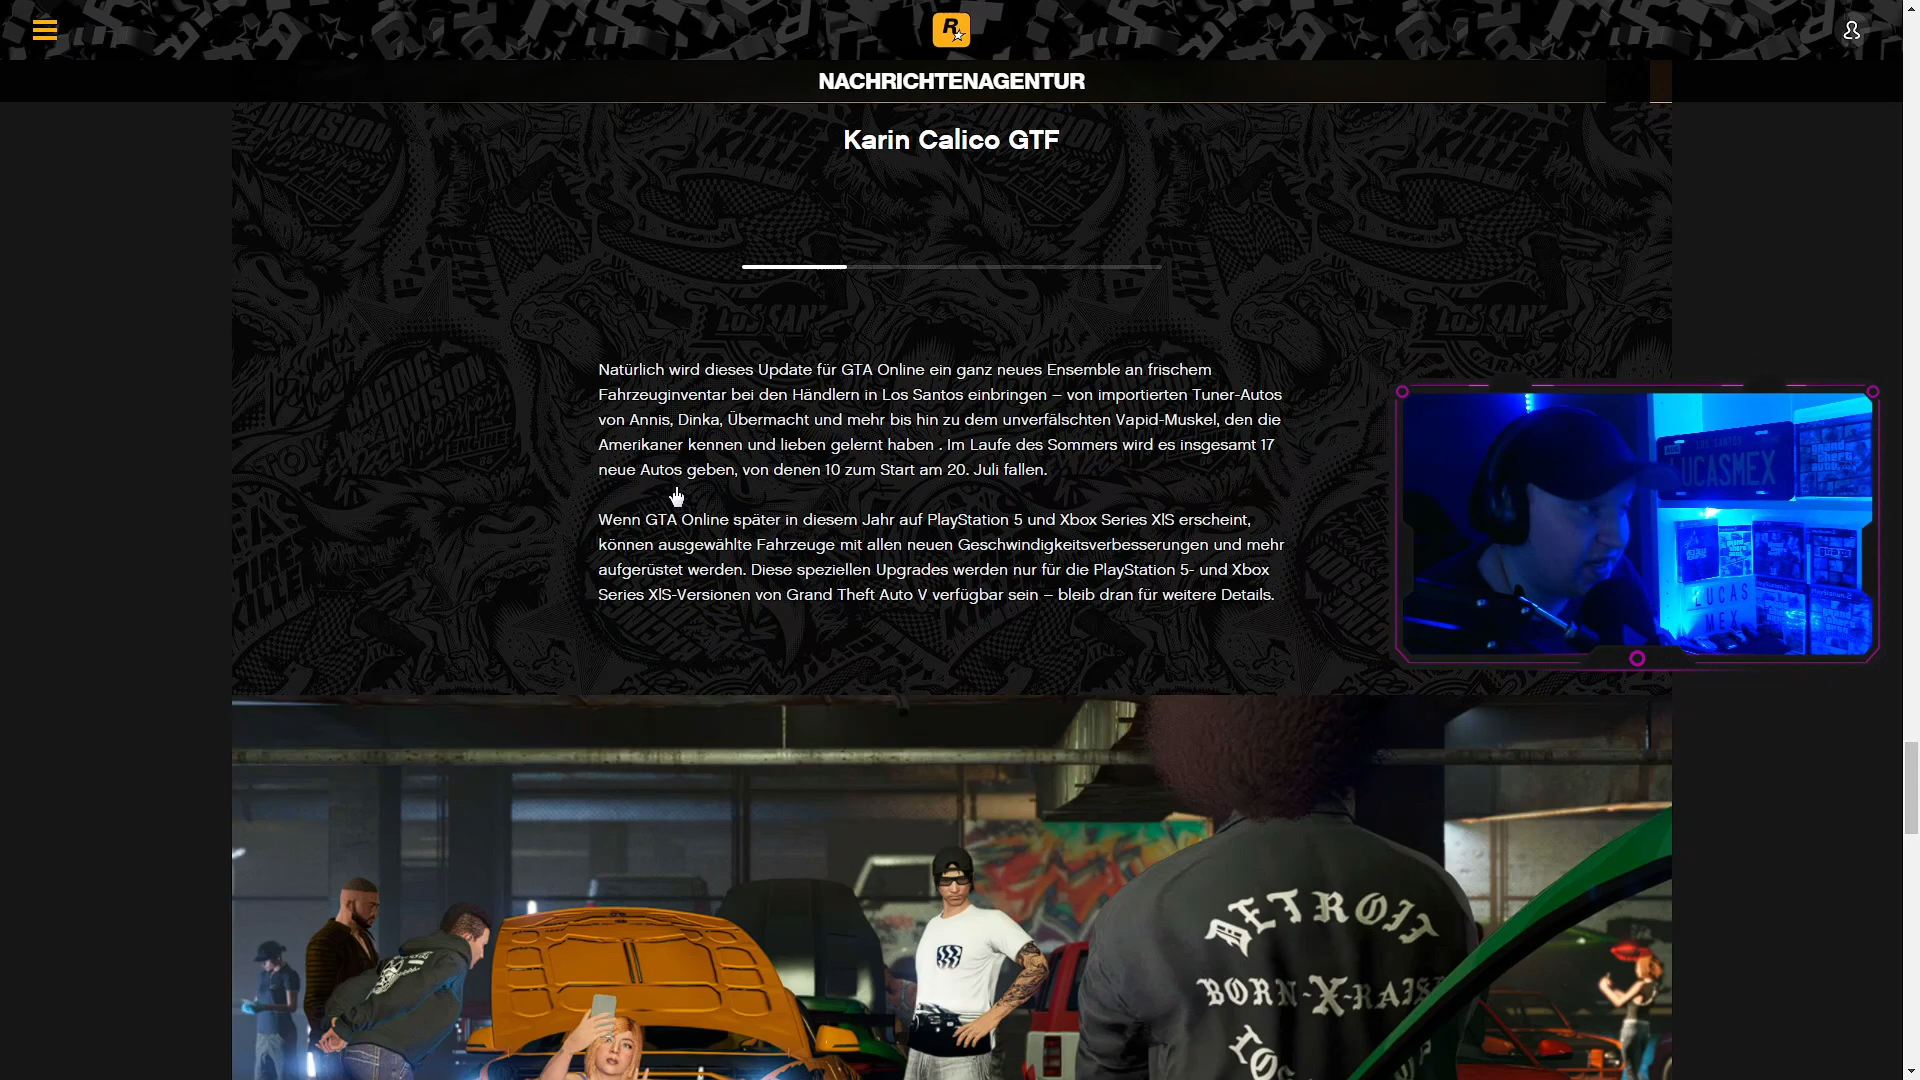 NACHRICHTENAGENTUR
Karin Calico GTF
Natürlich wird dieses Update für GTA Online ein ganz neues Ensemble an frischem
Fahrzeuginventar bei den Händlern in Los Santos einbringen – von importierten Tuner-Autos
von Annis, Dinka, Übermacht und mehr bis hin zu dem unverfälschten Vapid-Muskel, den die
Amerikaner kennen und lieben gelernt haben . Im Laufe des Sommers wird es insgesamt 17
neue Autos geben, von denen 10 zum Start am 20. Juli fallen.
Wenn GTA Online später in diesem Jahr auf PlayStation 5 und Xbox Series X|S erscheint,
können ausgewählte Fahrzeuge mit allen neuen Geschwindigkeitsverbesserungen und mehr
aufgerüstet werden. Diese speziellen Upgrades werden nur für die PlayStation 5- und Xbox
Series X|S-Versionen von Grand Theft Auto V verfügbar sein – bleib dran für weitere Details.
LOS SANTOS
LUCASMEX
LUCAS
MEX
DETROIT
BORN-X-RAIS